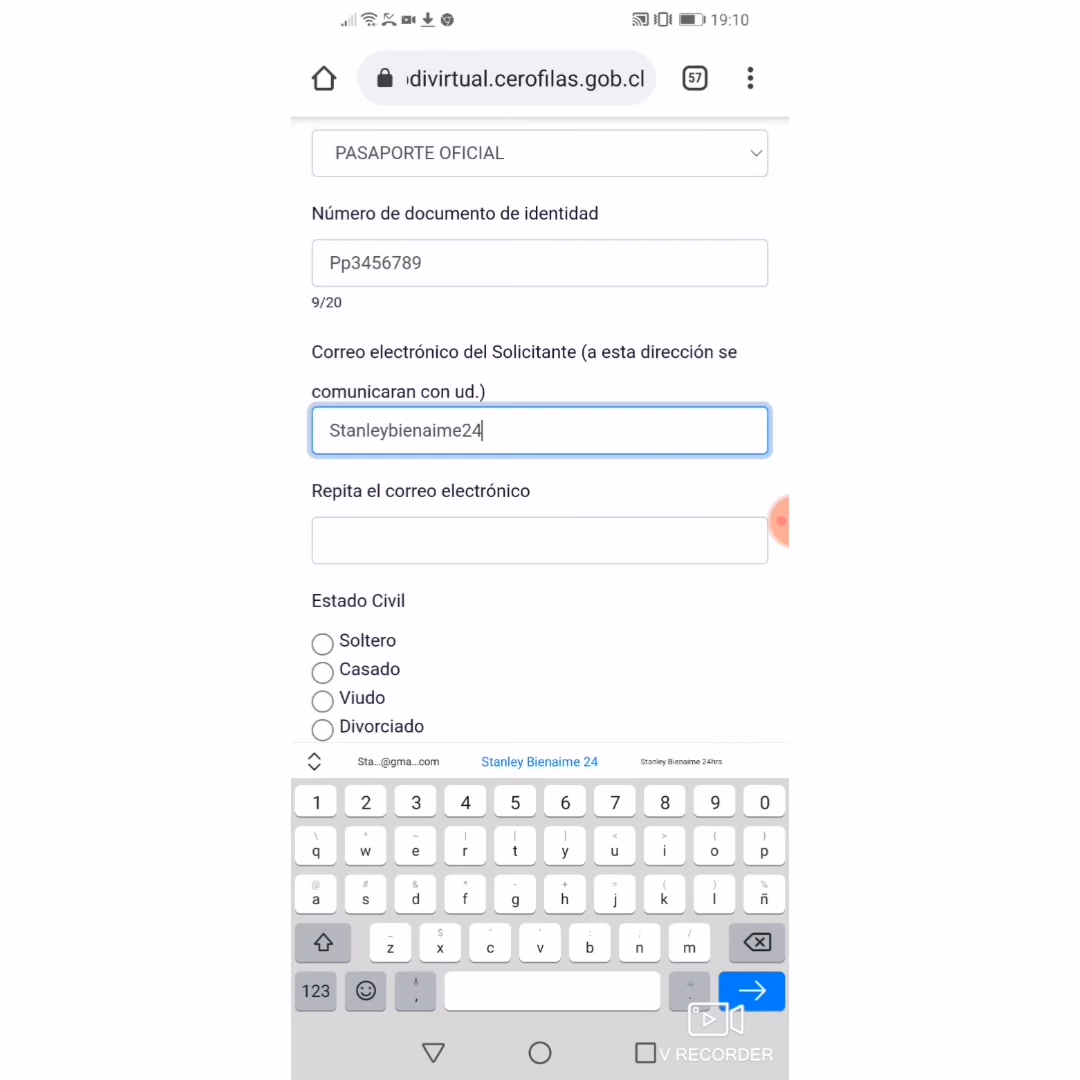 19:10
divirtual.cerofilas.gob.cl
57
PASAPORTE OFICIAL
Número de documento de identidad
Pp3456789
9/20
Correo electrónico del Solicitante (a esta dirección se
comunicaran con ud.)
Stanleybienaime24
Repita el correo electrónico
Estado Civil
Soltero
Casado
Viudo
Divorciado
Sta...@gma...com Stanley Bienaime 24 Stanley Bienaime 24hrs
1 2 3 4 5 6 7 8 9 0
\ ^ ~ | [ ] < > { }
q w e r t y u i o p
@ # & * - + = ( ) %
a s d f g h j k l ñ
_ $ " ' : ; /
z x c v b n m
123 , .
V RECORDER